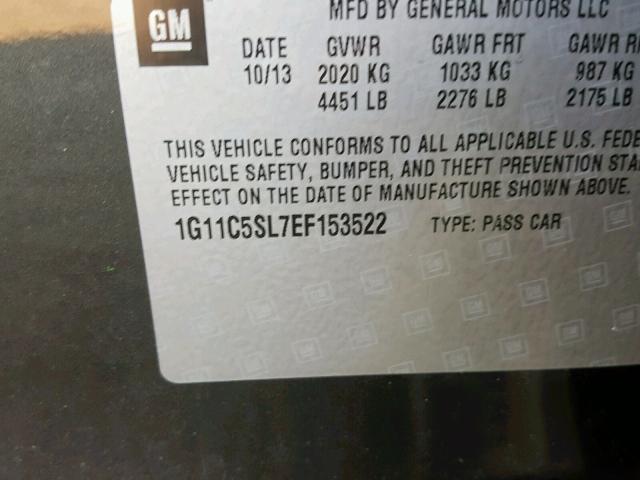 GM
MFD BY GENERAL MOTORS LLC
DATE GVWR GAWR FRT GAWR
10/13 2020 KG 1033 KG 987 KG
4451 LB 2276 LB 2175 LB
THIS VEHICLE CONFORMS TO ALL APPLICABLE U.S.
VEHICLE SAFETY, BUMPER, AND THEFT PREVENTION
EFFECT ON THE DATE OF MANUFACTURE SHOWN ABOVE.
1G11C5SL7EF153522 TYPE: PASS CAR